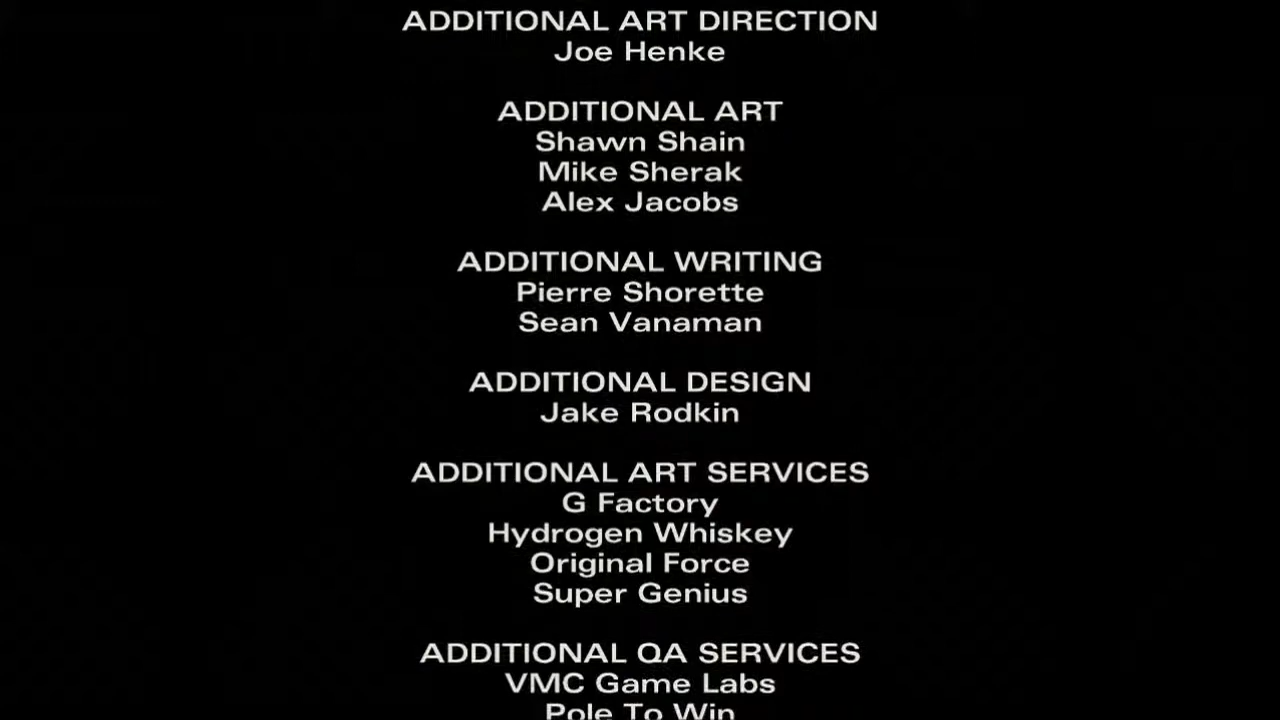 ADDITIONAL ART DIRECTION
Joe Henke
ADDITIONAL ART
Shawn Shain
Mike Sherak
Alex Jacobs
ADDITIONAL WRITING
Pierre Shorette
Sean Vanaman
ADDITIONAL DESIGN
Jake Rodkin
ADDITIONAL ART SERVICES
G Factory
Hydrogen Whiskey
Original Force
Super Genius
ADDITIONAL QA SERVICES
VMC Game Labs
Pole To Win